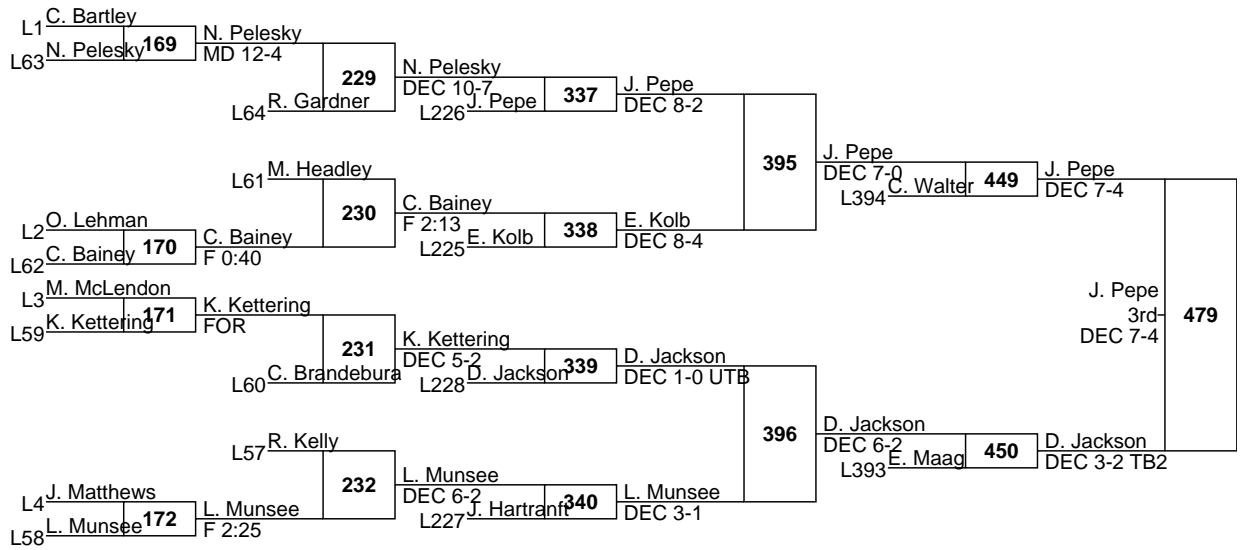 L1 C. Bartley
169
L63 N. Pelesky
N. Pelesky
MD 12-4
229
L64 R. Gardner
N. Pelesky
DEC 10-7
337
L226 J. Pepe
J. Pepe
DEC 8-2
L61 M. Headley
230
L2 O. Lehman
170
L62 C. Bainey
C. Bainey
F 0:40
C. Bainey
F 2:13
338
L225 E. Kolb
E. Kolb
DEC 8-4
395
J. Pepe
DEC 7-0
449
L394 C. Walter
J. Pepe
DEC 7-4
L3 M. McLendon
171
L59 K. Kettering
K. Kettering
FOR
231
L60 C. Brandebura
K. Kettering
DEC 5-2
339
L228 D. Jackson
D. Jackson
DEC 1-0 UTB
L57 R. Kelly
232
L4 J. Matthews
172
L58 L. Munsee
L. Munsee
F 2:25
L. Munsee
DEC 6-2
340
L227 J. Hartranft
L. Munsee
DEC 3-1
396
D. Jackson
DEC 6-2
450
L393 E. Maag
D. Jackson
DEC 3-2 TB2
479
J. Pepe
3rd
DEC 7-4